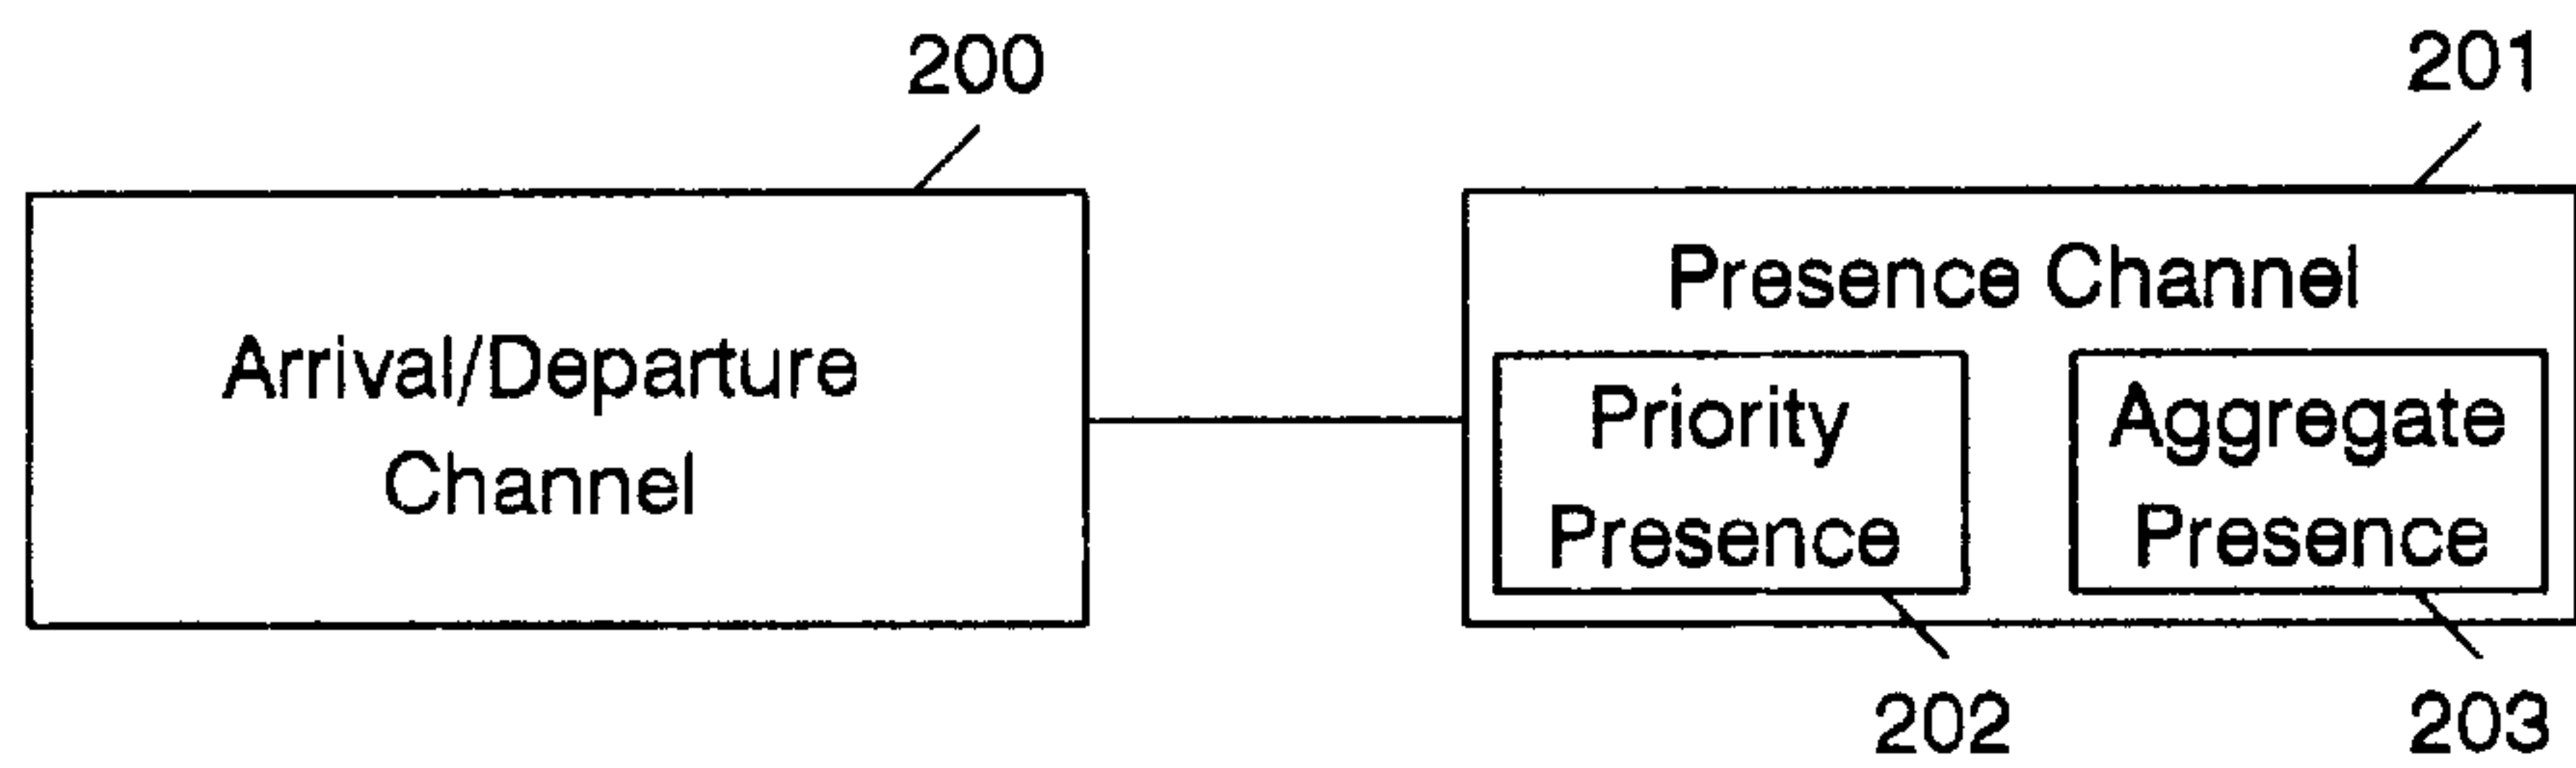 200
201
Arrival/Departure
Channel
Presence Channel
Priority
Presence
Aggregate
Presence
202
203